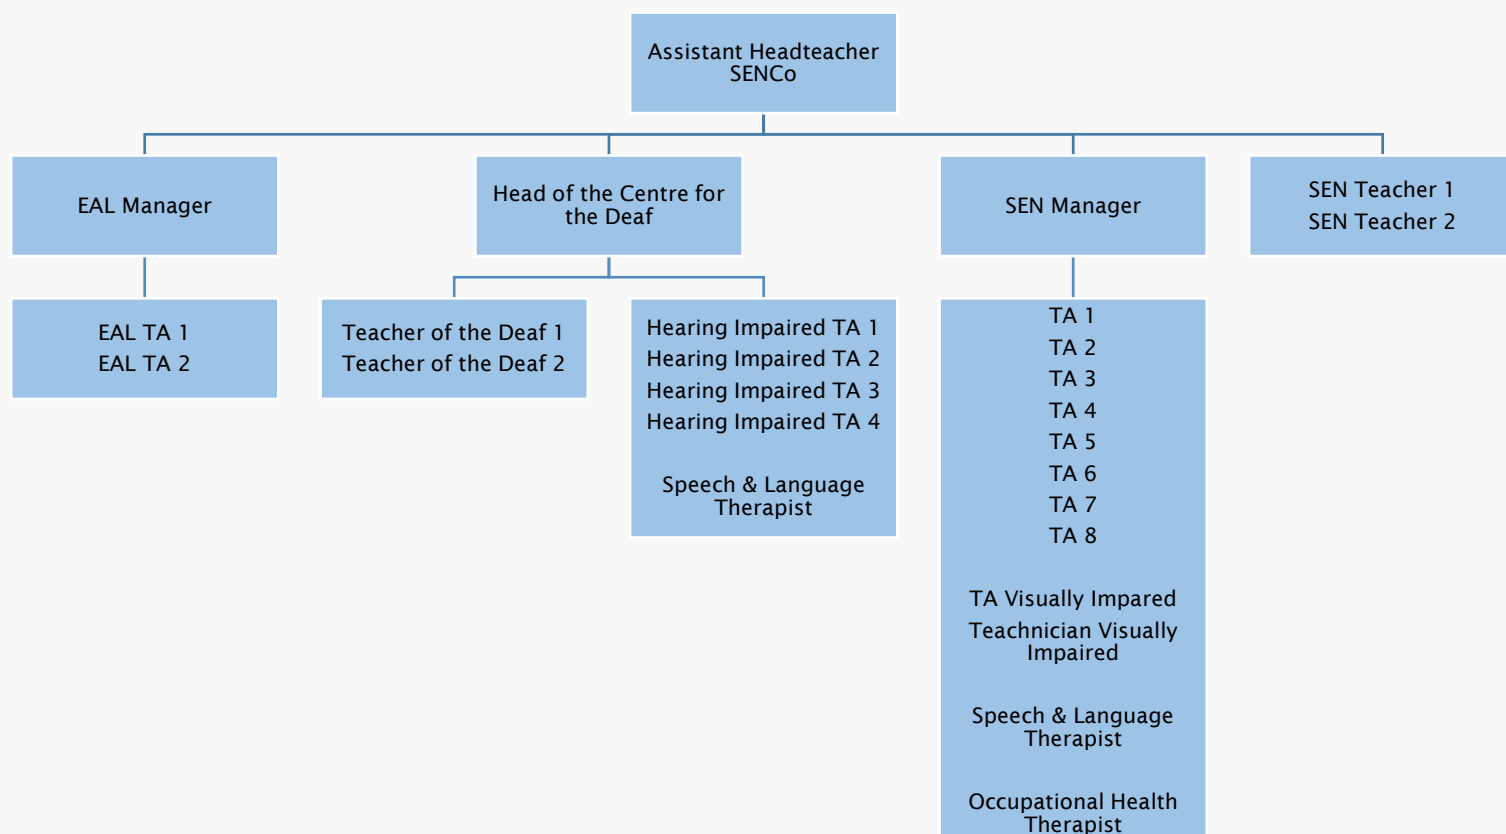 Assistant Headteacher
SENCo
EAL Manager
Head of the Centre for
the Deaf
SEN Manager
SEN Teacher 1
SEN Teacher 2
EAL TA 1
EAL TA 2
Teacher of the Deaf 1
Teacher of the Deaf 2
Hearing Impaired TA 1
Hearing Impaired TA 2
Hearing Impaired TA 3
Hearing Impaired TA 4
Speech & Language
Therapist
TA 1
TA 2
TA 3
TA 4
TA 5
TA 6
TA 7
TA 8
TA Visually Impared
Teachnician Visually
Impaired
Speech & Language
Therapist
Occupational Health
Therapist